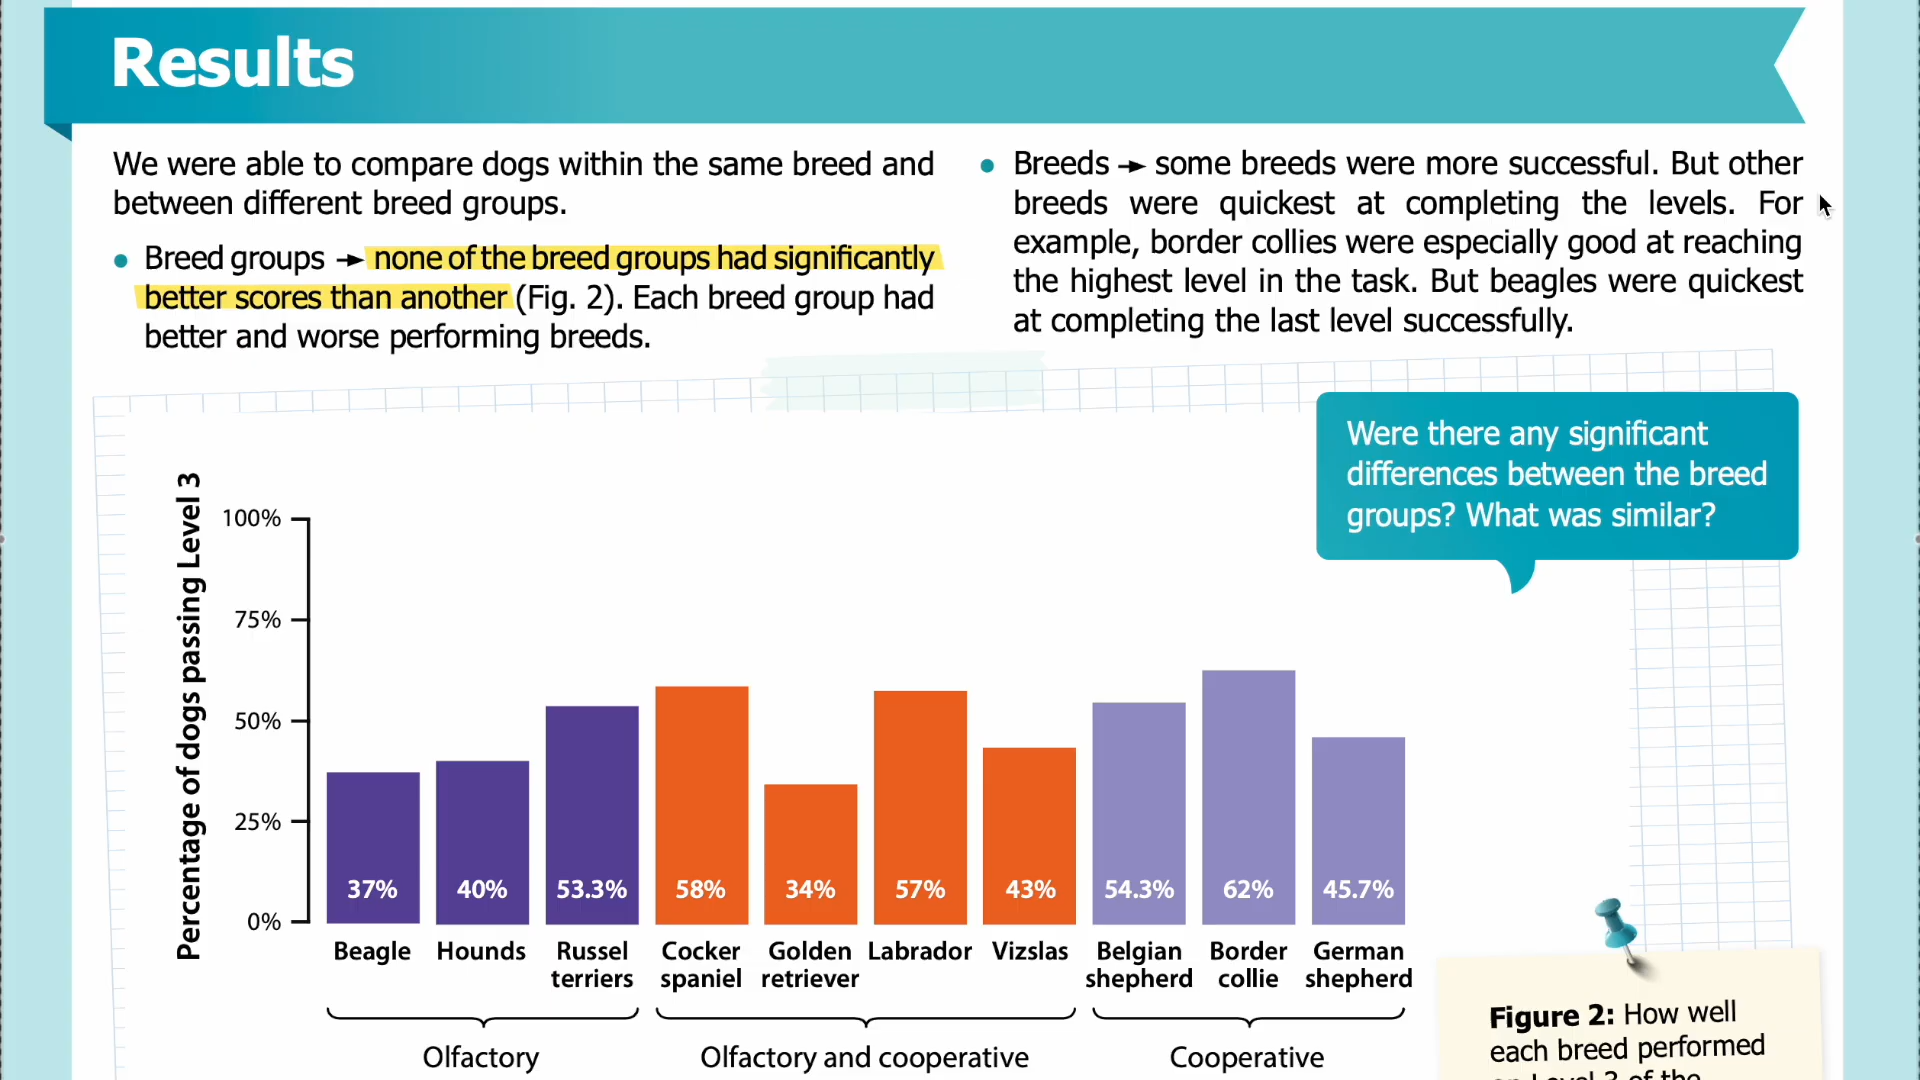 Results
We were able to compare dogs within the same breed and
between different breed groups.
• Breed groups → none of the breed groups had significantly
better scores than another (Fig. 2). Each breed group had
better and worse performing breeds.
• Breeds → some breeds were more successful. But other
breeds were quickest at completing the levels. For
example, border collies were especially good at reaching
the highest level in the task. But beagles were quickest
at completing the last level successfully.
Were there any significant
differences between the breed
groups? What was similar?
Percentage of dogs passing Level 3
100%
75%
50%
25%
0%
37% 40% 53.3% 58% 34% 57% 43% 54.3% 62% 45.7%
Beagle Hounds Russel Cocker Golden Labrador Vizslas Belgian Border German
terriers spaniel retriever shepherd collie shepherd
Olfactory Olfactory and cooperative Cooperative
Figure 2: How well
each breed performed